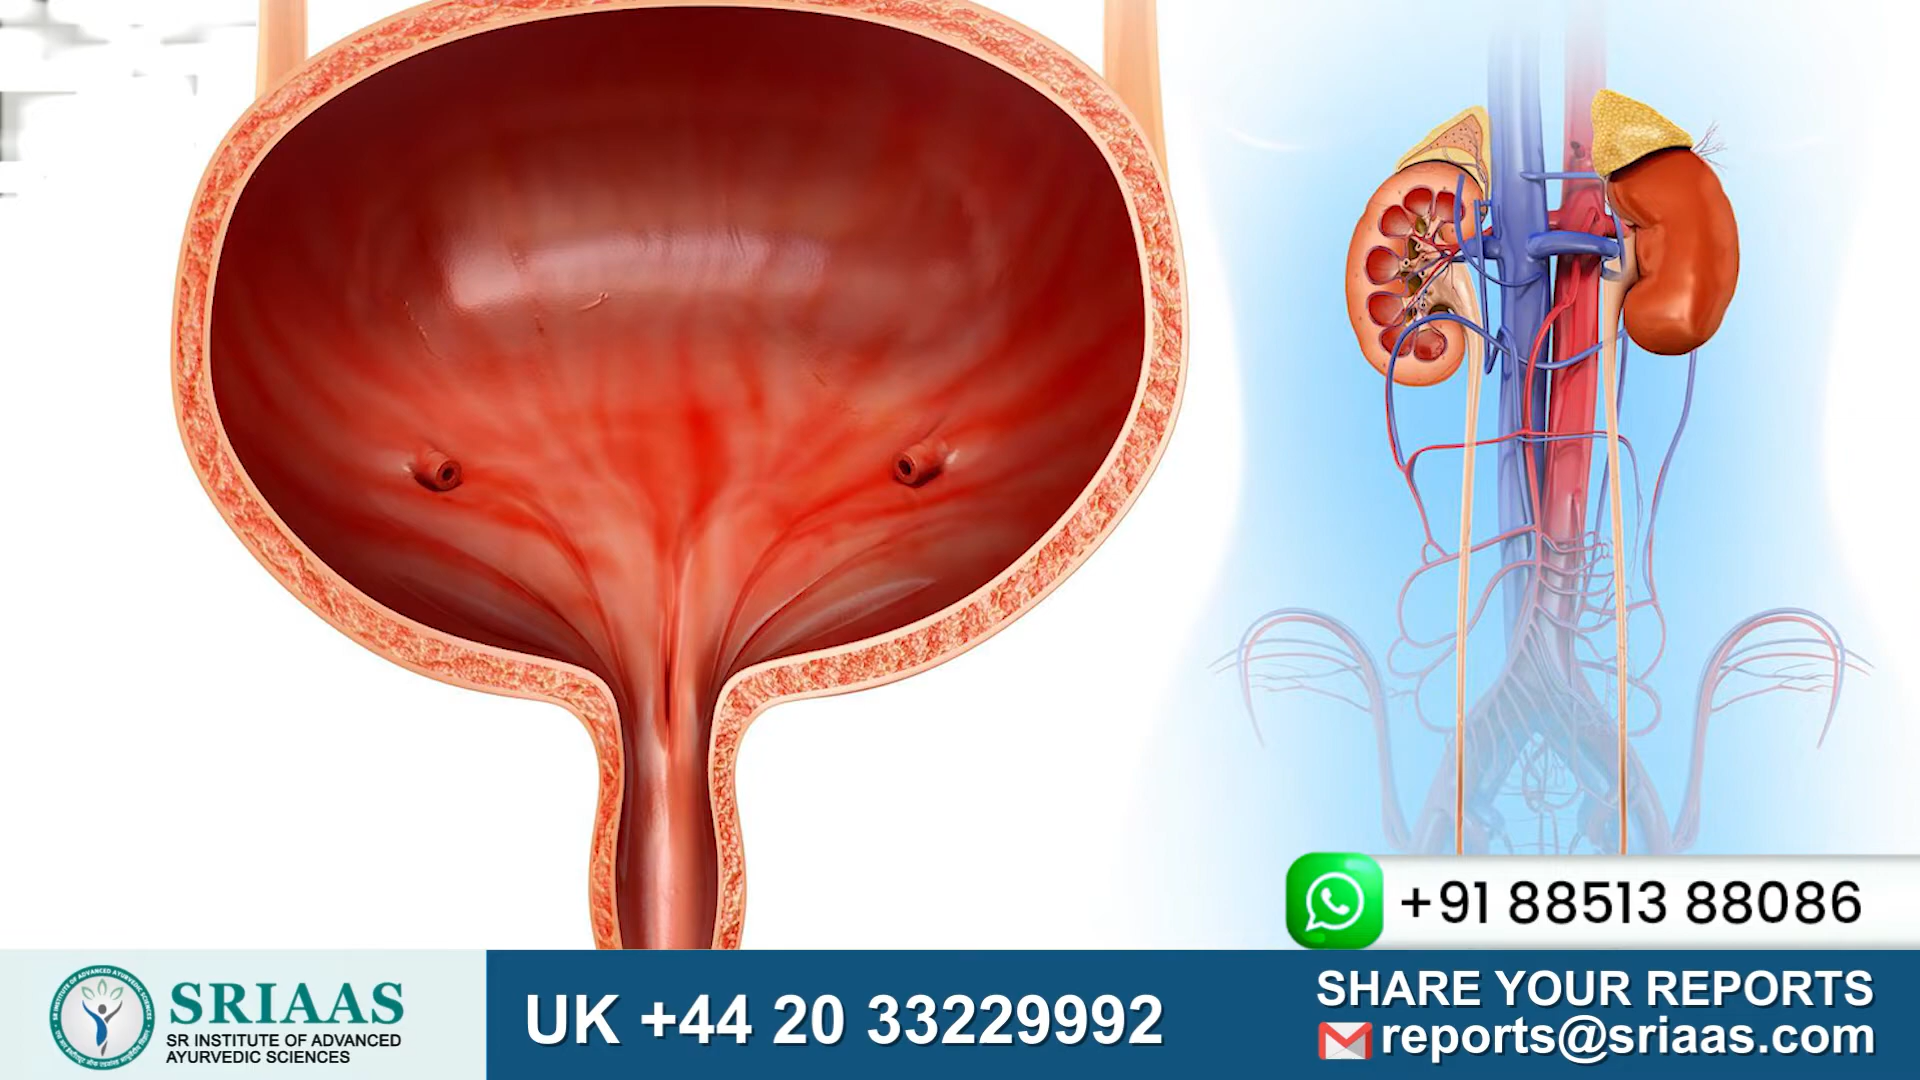 +91 88513 88086
SRIAAS
SR INSTITUTE OF ADVANCED
AYURVEDIC SCIENCES
UK +44 20 33229992
SHARE YOUR REPORTS
reports@sriaas.com